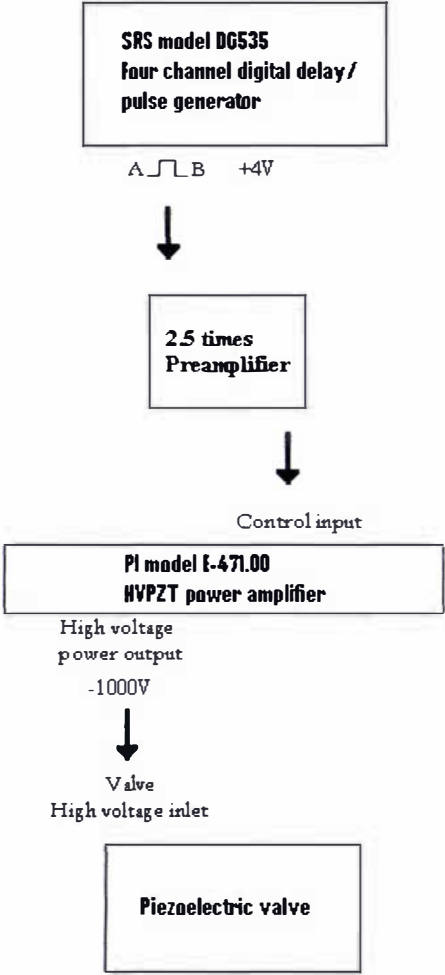 SRS model DG535
Four channel digital delay/
pulse generator
A B +4V
2.5 times
Preamplifier
Control input
PI model E-471.00
HVPZT power amplifier
High voltage
power output
-1000V
Valve
High voltage inlet
Piezoelectric valve